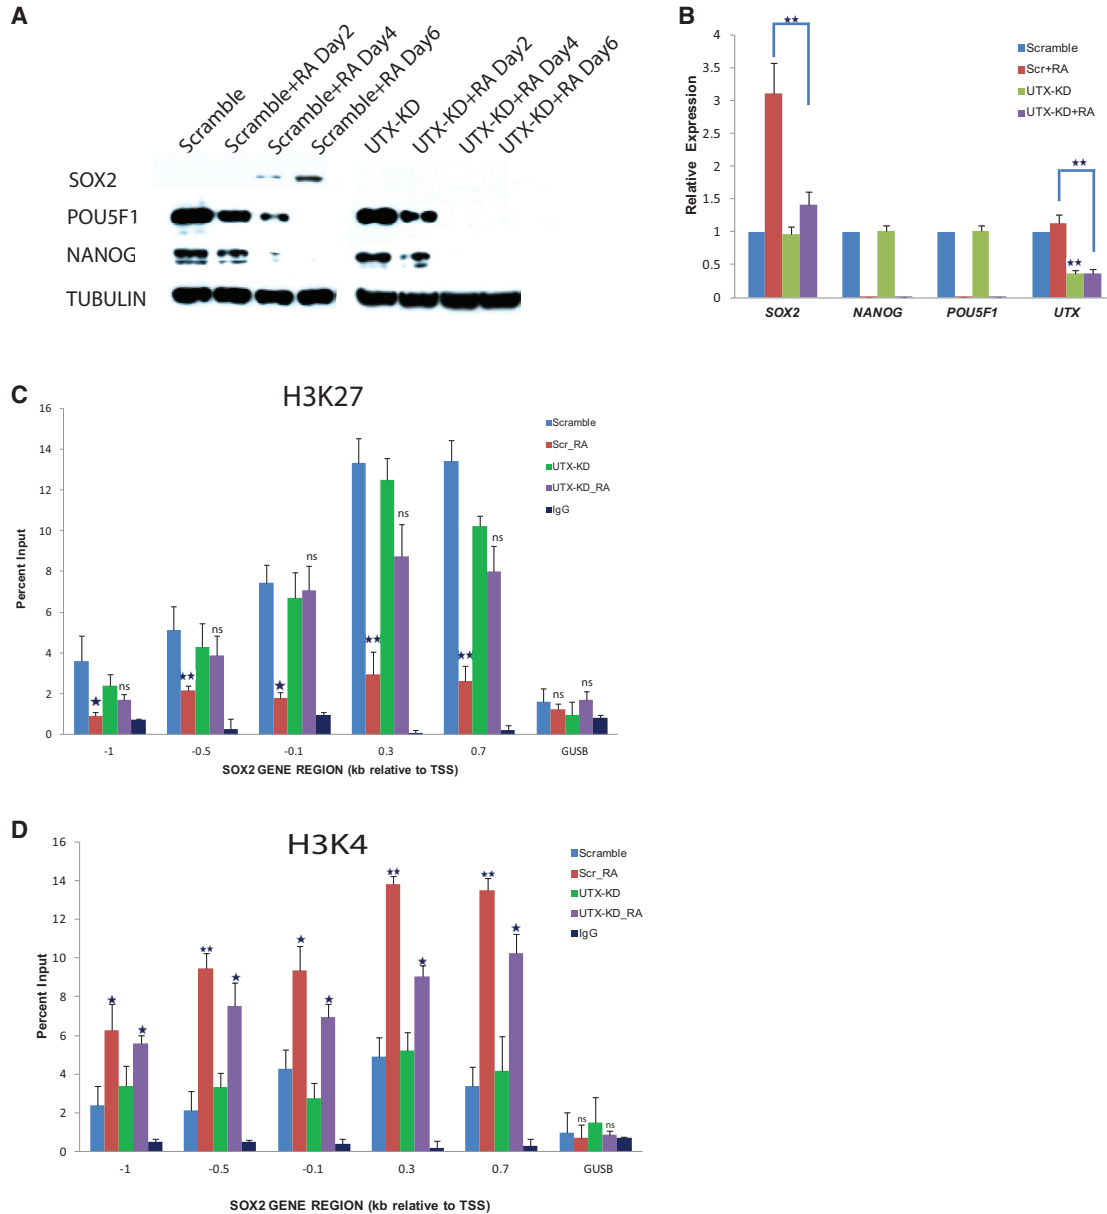 A
Scramble
Scramble+RA Day2
Scramble+RA Day4
Scramble+RA Day6
UTX-KD
UTX-KD+RA Day2
UTX-KD+RA Day4
UTX-KD+RA Day6
SOX2
POU5F1
NANOG
TUBULIN
B
Relative Expression
4
3.5
3
2.5
2
1.5
1
0.5
0
★★
★★
★★
Scramble
Scr+RA
UTX-KD
UTX-KD+RA
SOX2 NANOG POU5F1 UTX
C
H3K27
Percent Input
16
14
12
10
8
6
4
2
0
★ ns
★★ ns
★ ns
★★ ns
★★ ns
ns ns
Scramble
Scr_RA
UTX-KD
UTX-KD_RA
IgG
-1 -0.5 -0.1 0.3 0.7 GUSB
SOX2 GENE REGION (kb relative to TSS)
D
H3K4
Percent Input
16
14
12
10
8
6
4
2
0
★ ★
★★ ★
★ ★
★★ ★
★★ ★
ns ns
Scramble
Scr_RA
UTX-KD
UTX-KD_RA
IgG
-1 -0.5 -0.1 0.3 0.7 GUSB
SOX2 GENE REGION (kb relative to TSS)